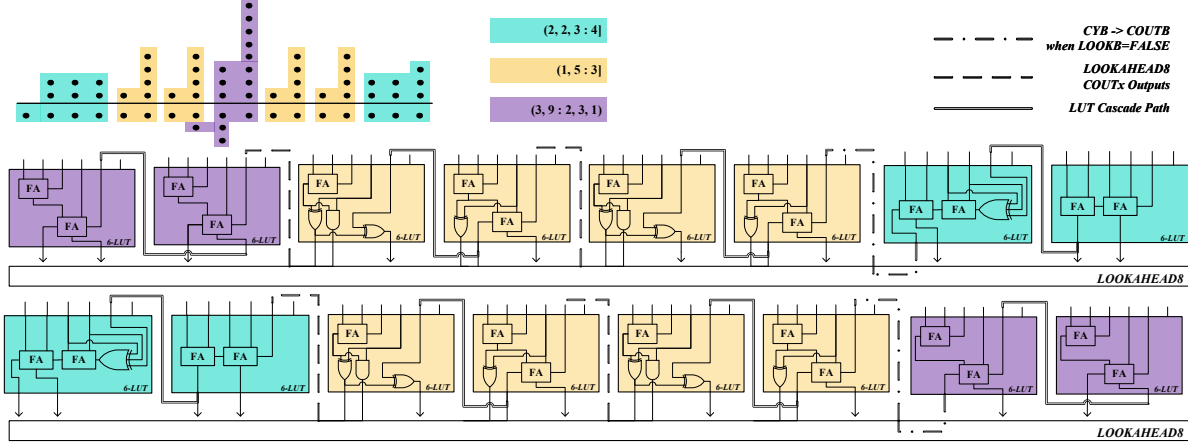 (2, 2, 3 : 4]
(1, 5 : 3]
(3, 9 : 2, 3, 1)
CYB -> COUTB
when LOOKB=FALSE
LOOKAHEAD8
COUTx Outputs
LUT Cascade Path
FA FA FA FA FA FA FA FA
FA FA FA FA FA FA
6-LUT 6-LUT 6-LUT 6-LUT 6-LUT 6-LUT 6-LUT 6-LUT
LOOKAHEAD8
FA FA FA FA FA FA
FA FA FA FA FA FA FA FA
6-LUT 6-LUT 6-LUT 6-LUT 6-LUT 6-LUT 6-LUT 6-LUT
LOOKAHEAD8